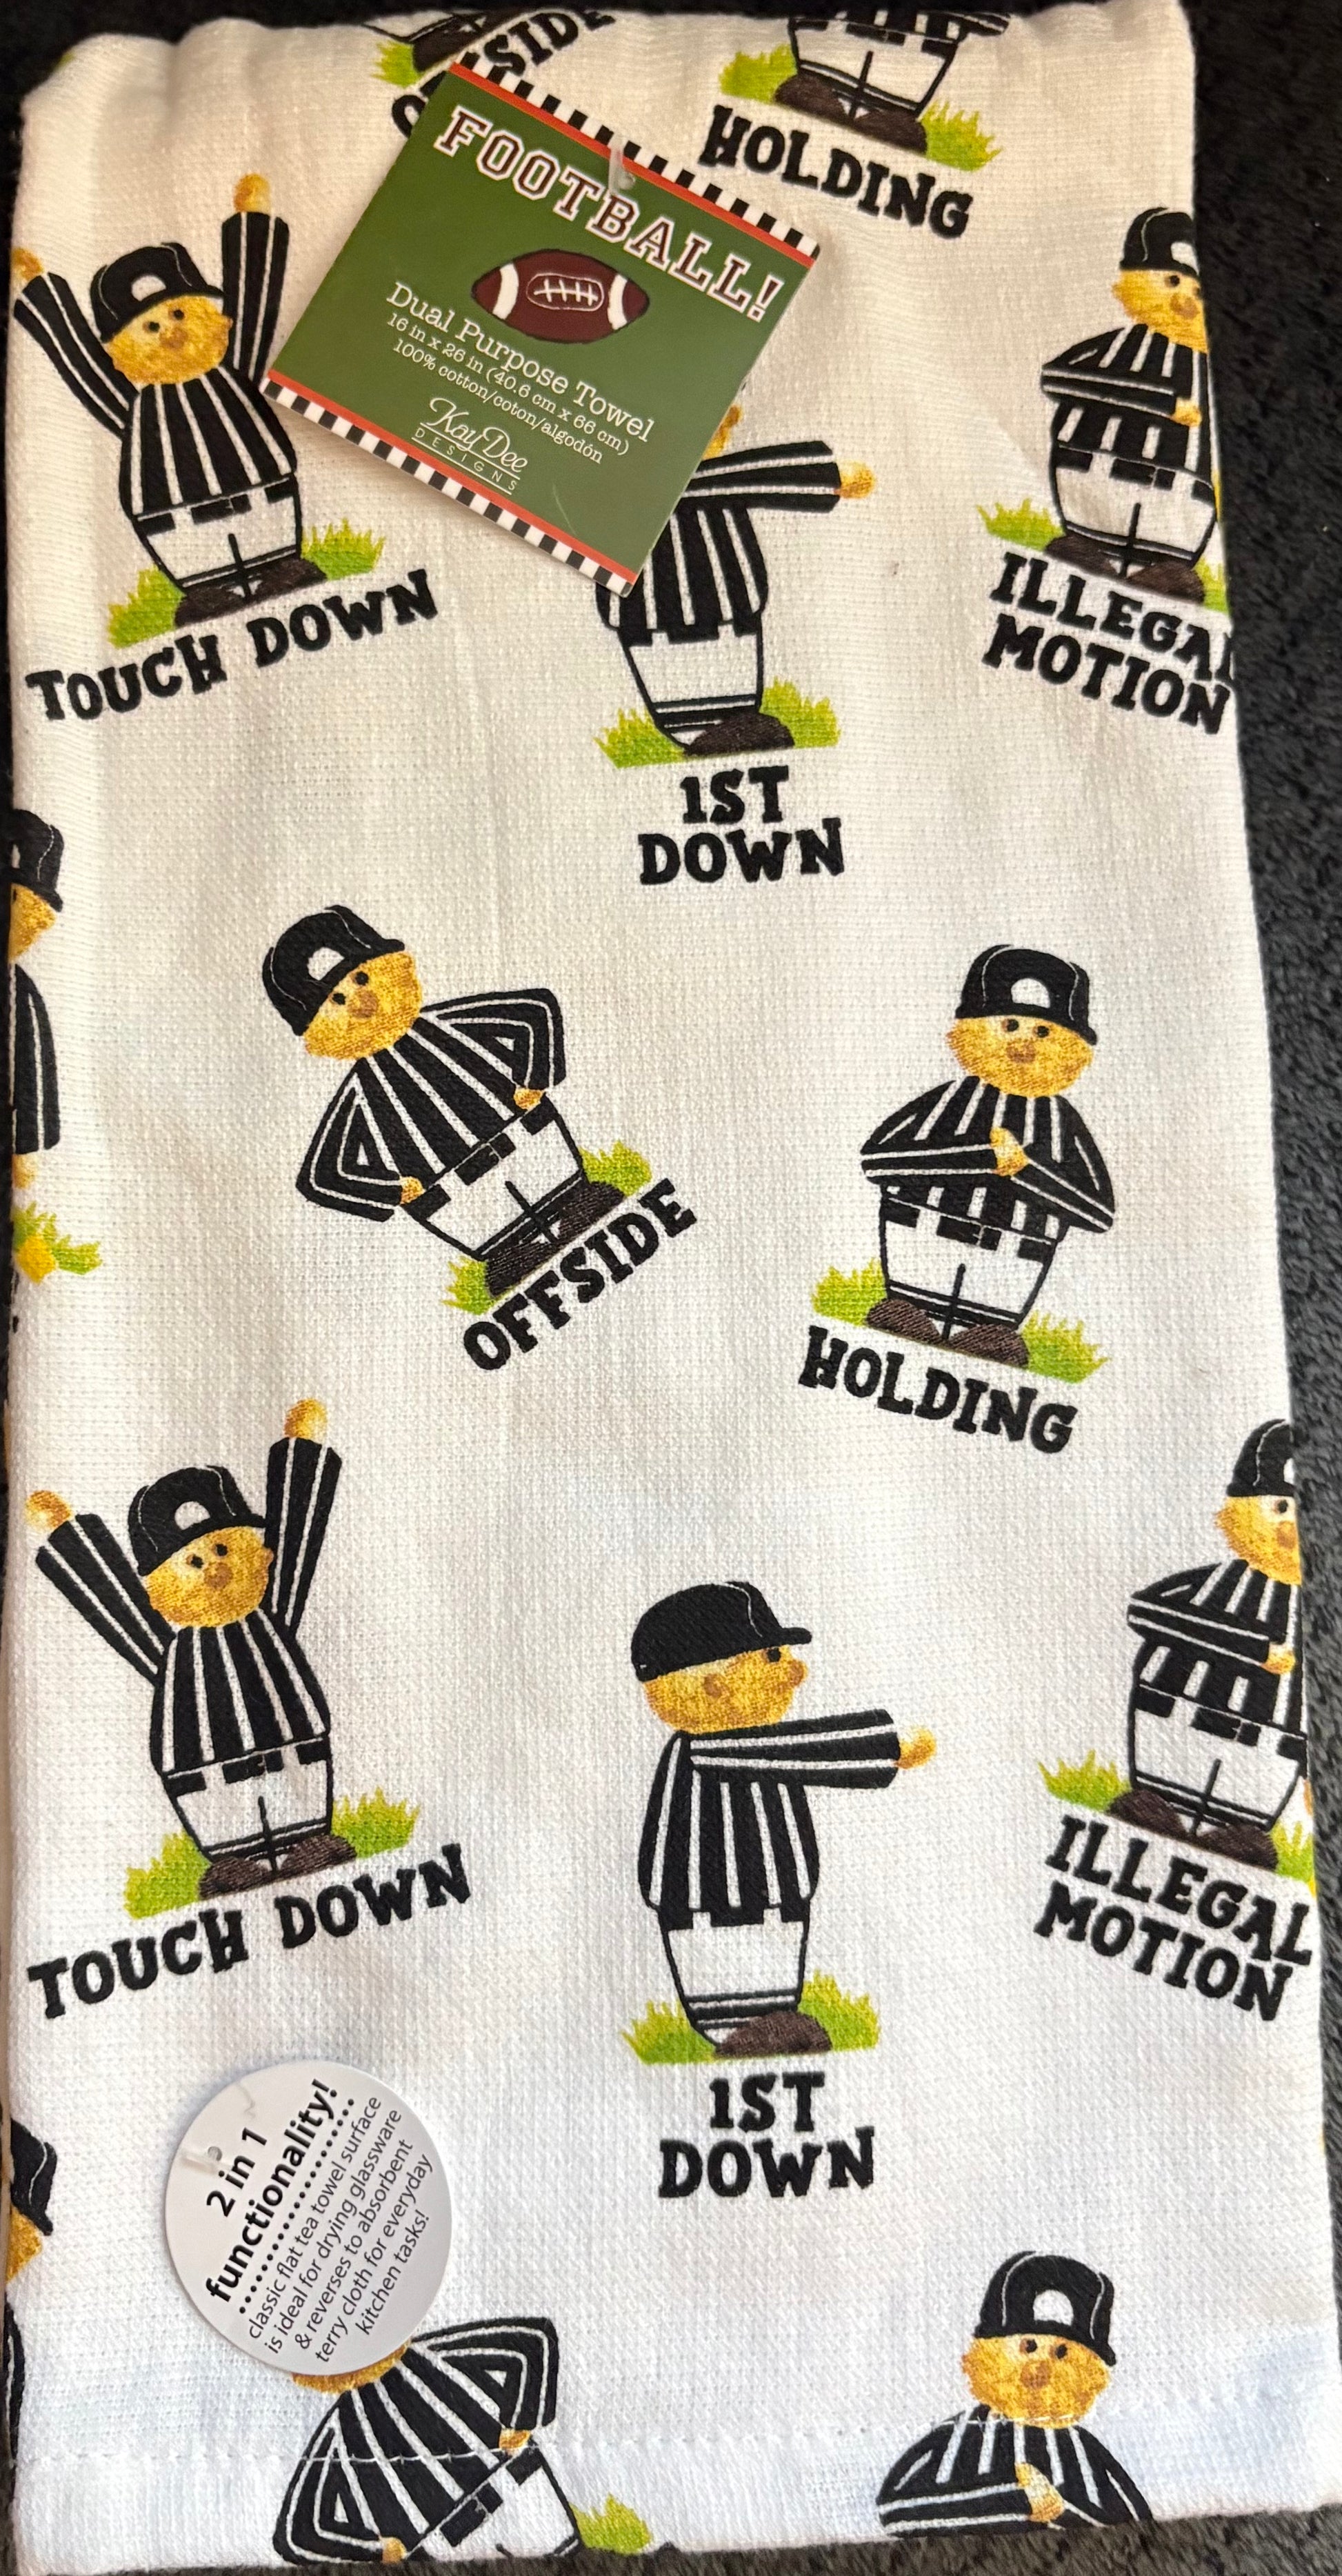 OFFSIDE
HOLDING
FOOTBALL!
Dual Purpose Towel
16 in x 26 in (40.6 cm x 66 cm)
100% cotton/coton/algodón
Kay Dee
DESIGNS
TOUCH DOWN
ILLEGAL
MOTION
1ST
DOWN
OFFSIDE
HOLDING
TOUCH DOWN
ILLEGAL
MOTION
1ST
DOWN
2 in 1
functionality!
classic flat tea towel surface
is ideal for drying glassware
& reverses to absorbent
terry cloth for everyday
kitchen tasks!